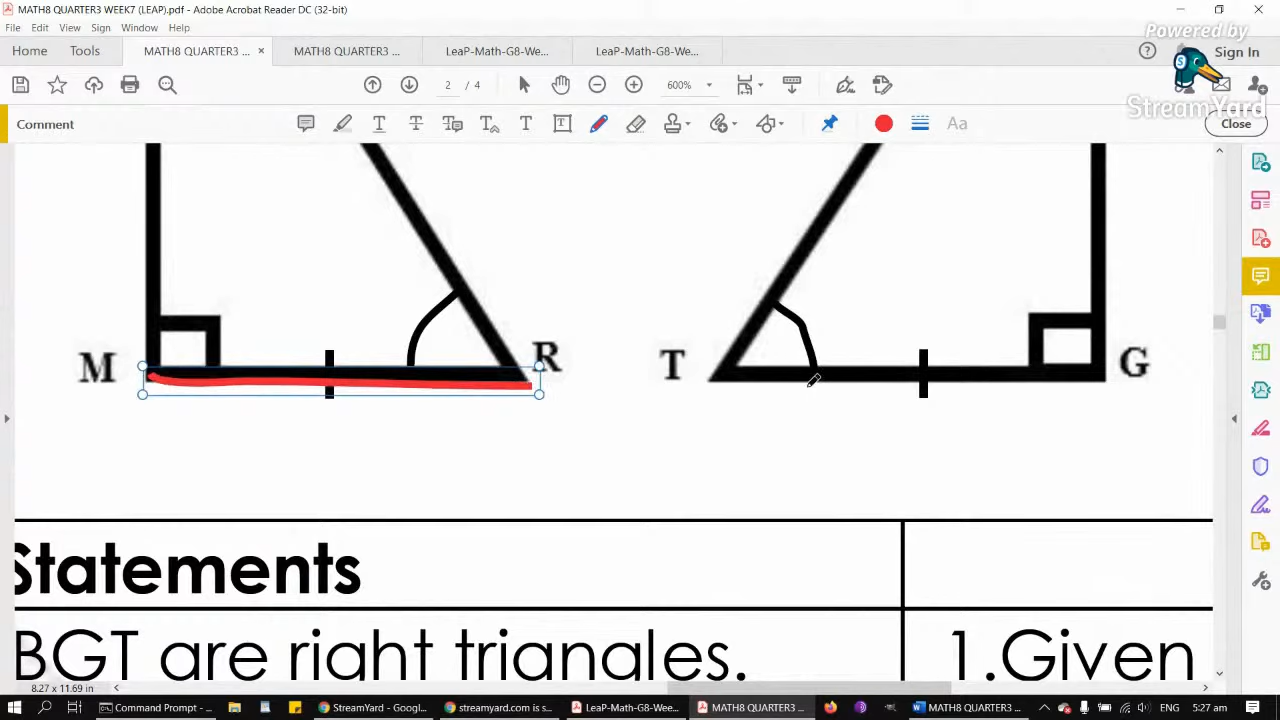 MATH8 QUARTER3 WEEK7 (LEAP).pdf - Adobe Acrobat Reader DC (32-bit)
File Edit View Sign Window Help
Powered by
StreamYard
Home Tools MATH8 QUARTER3 ... × MATH8 QUARTER3 ... LeaP-Math-G8-We... LeaP-Math-G8-We... Sign In
2 / 4 600%
Comment Aa Close
M R T G
Statements
BGT are right triangles. 1.Given
8.27 x 11.69 in
Command Prompt - ... StreamYard - Googl... streamyard.com is s... LeaP-Math-G8-We... MATH8 QUARTER3 ... MATH8 QUARTER3 W... ENG 5:27 am